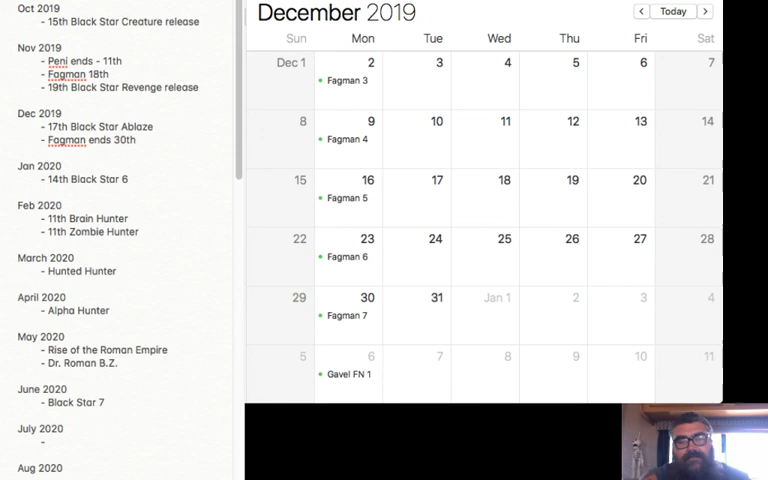 Oct 2019
- 15th Black Star Creature release
Nov 2019
- Peni ends - 11th
- Fagman 18th
- 19th Black Star Revenge release
Dec 2019
- 17th Black Star Ablaze
- Fagman ends 30th
Jan 2020
- 14th Black Star 6
Feb 2020
- 11th Brain Hunter
- 11th Zombie Hunter
March 2020
- Hunted Hunter
April 2020
- Alpha Hunter
May 2020
- Rise of the Roman Empire
- Dr. Roman B.Z.
June 2020
- Black Star 7
July 2020
-
Aug 2020
December 2019
< Today >
Sun Mon Tue Wed Thu Fri Sat
Dec 1 2 3 4 5 6 7
Fagman 3
8 9 10 11 12 13 14
Fagman 4
15 16 17 18 19 20 21
Fagman 5
22 23 24 25 26 27 28
Fagman 6
29 30 31 Jan 1 2 3 4
Fagman 7
5 6 7 8 9 10 11
Gavel FN 1